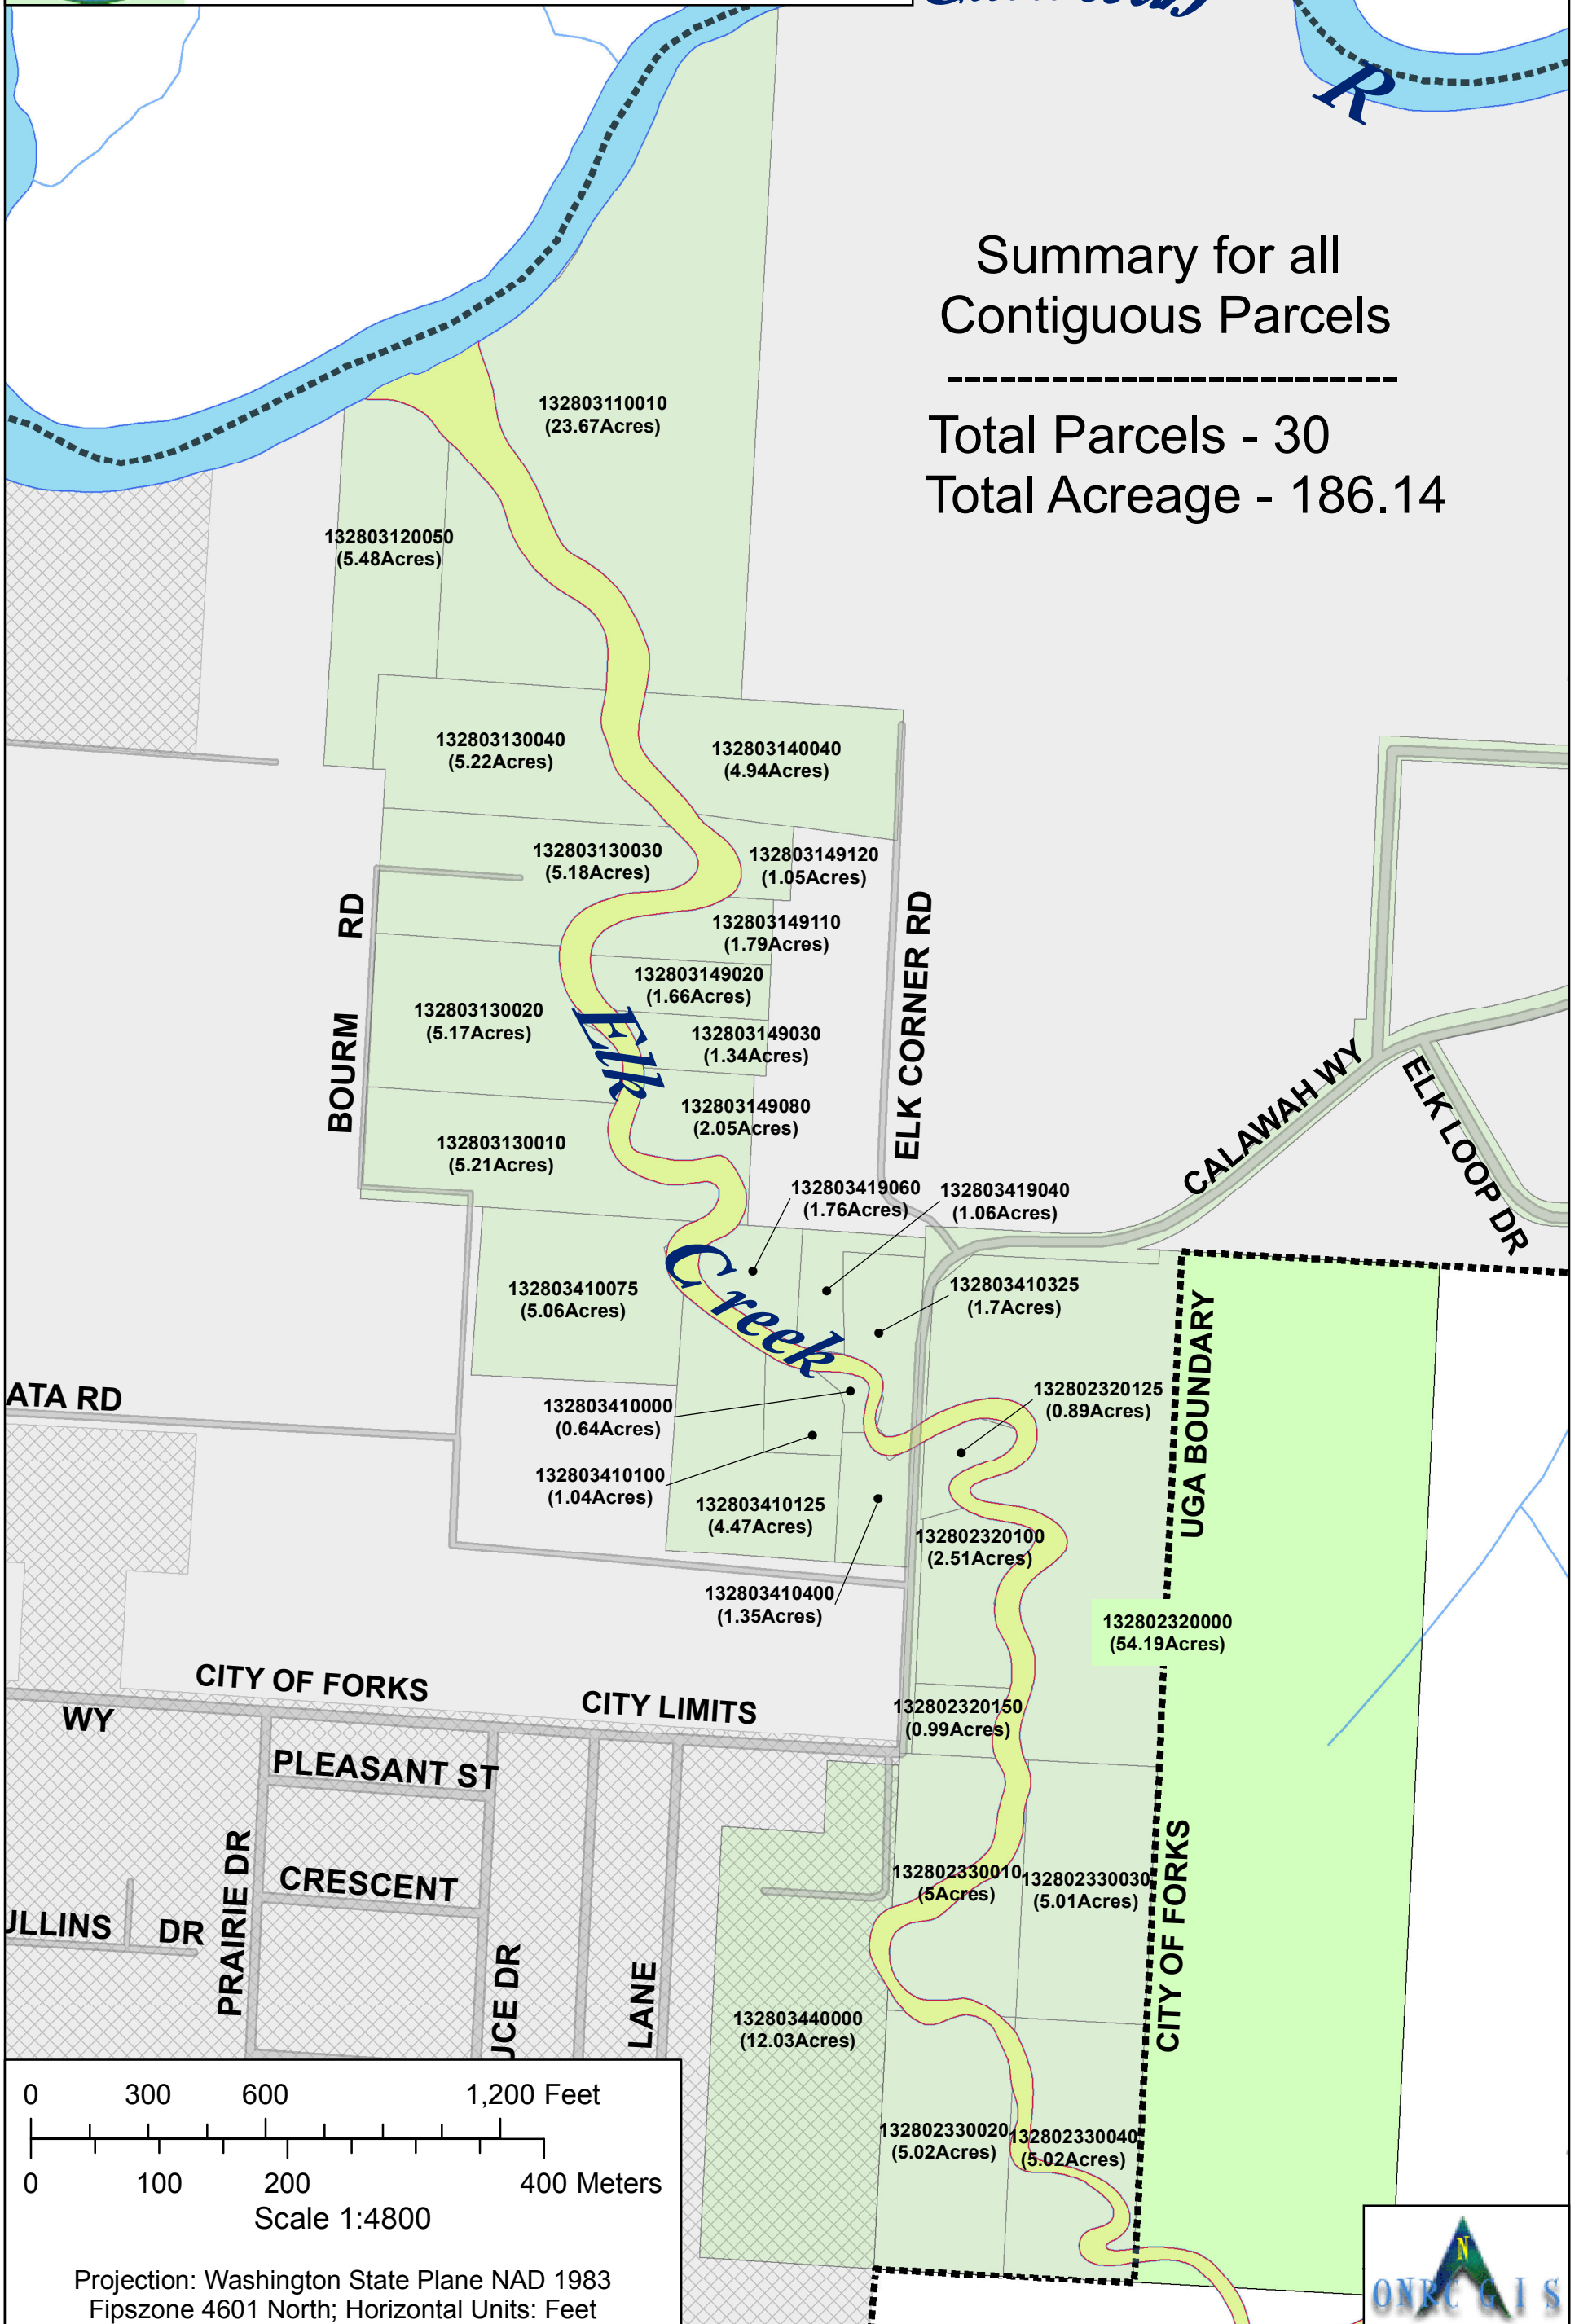 R
Summary for all
Contiguous Parcels
--------------------------
Total Parcels - 30
Total Acreage - 186.14
132803110010
(23.67Acres)
132803120050
(5.48Acres)
132803130040
(5.22Acres)
132803140040
(4.94Acres)
132803130030
(5.18Acres)
132803149120
(1.05Acres)
132803149110
(1.79Acres)
132803149020
(1.66Acres)
132803130020
(5.17Acres)
132803149030
(1.34Acres)
132803149080
(2.05Acres)
132803130010
(5.21Acres)
BOURM RD
Elk Creek
ELK CORNER RD
CALAWAH WY
ELK LOOP DR
132803419060
(1.76Acres)
132803419040
(1.06Acres)
132803410075
(5.06Acres)
132803410325
(1.7Acres)
132802320125
(0.89Acres)
132803410000
(0.64Acres)
132803410100
(1.04Acres)
132803410125
(4.47Acres)
132802320100
(2.51Acres)
132803410400
(1.35Acres)
132802320000
(54.19Acres)
UGA BOUNDARY
ATA RD
CITY OF FORKS CITY LIMITS
WY
132802320150
(0.99Acres)
PLEASANT ST
CRESCENT
PRAIRIE DR
ULLINS DR
UCE DR
LANE
132802330010
(5Acres)
132802330030
(5.01Acres)
CITY OF FORKS
132803440000
(12.03Acres)
132802330020
(5.02Acres)
132802330040
(5.02Acres)
0 300 600 1,200 Feet
0 100 200 400 Meters
Scale 1:4800
Projection: Washington State Plane NAD 1983
Fipszone 4601 North; Horizontal Units: Feet
N
ONRC GIS